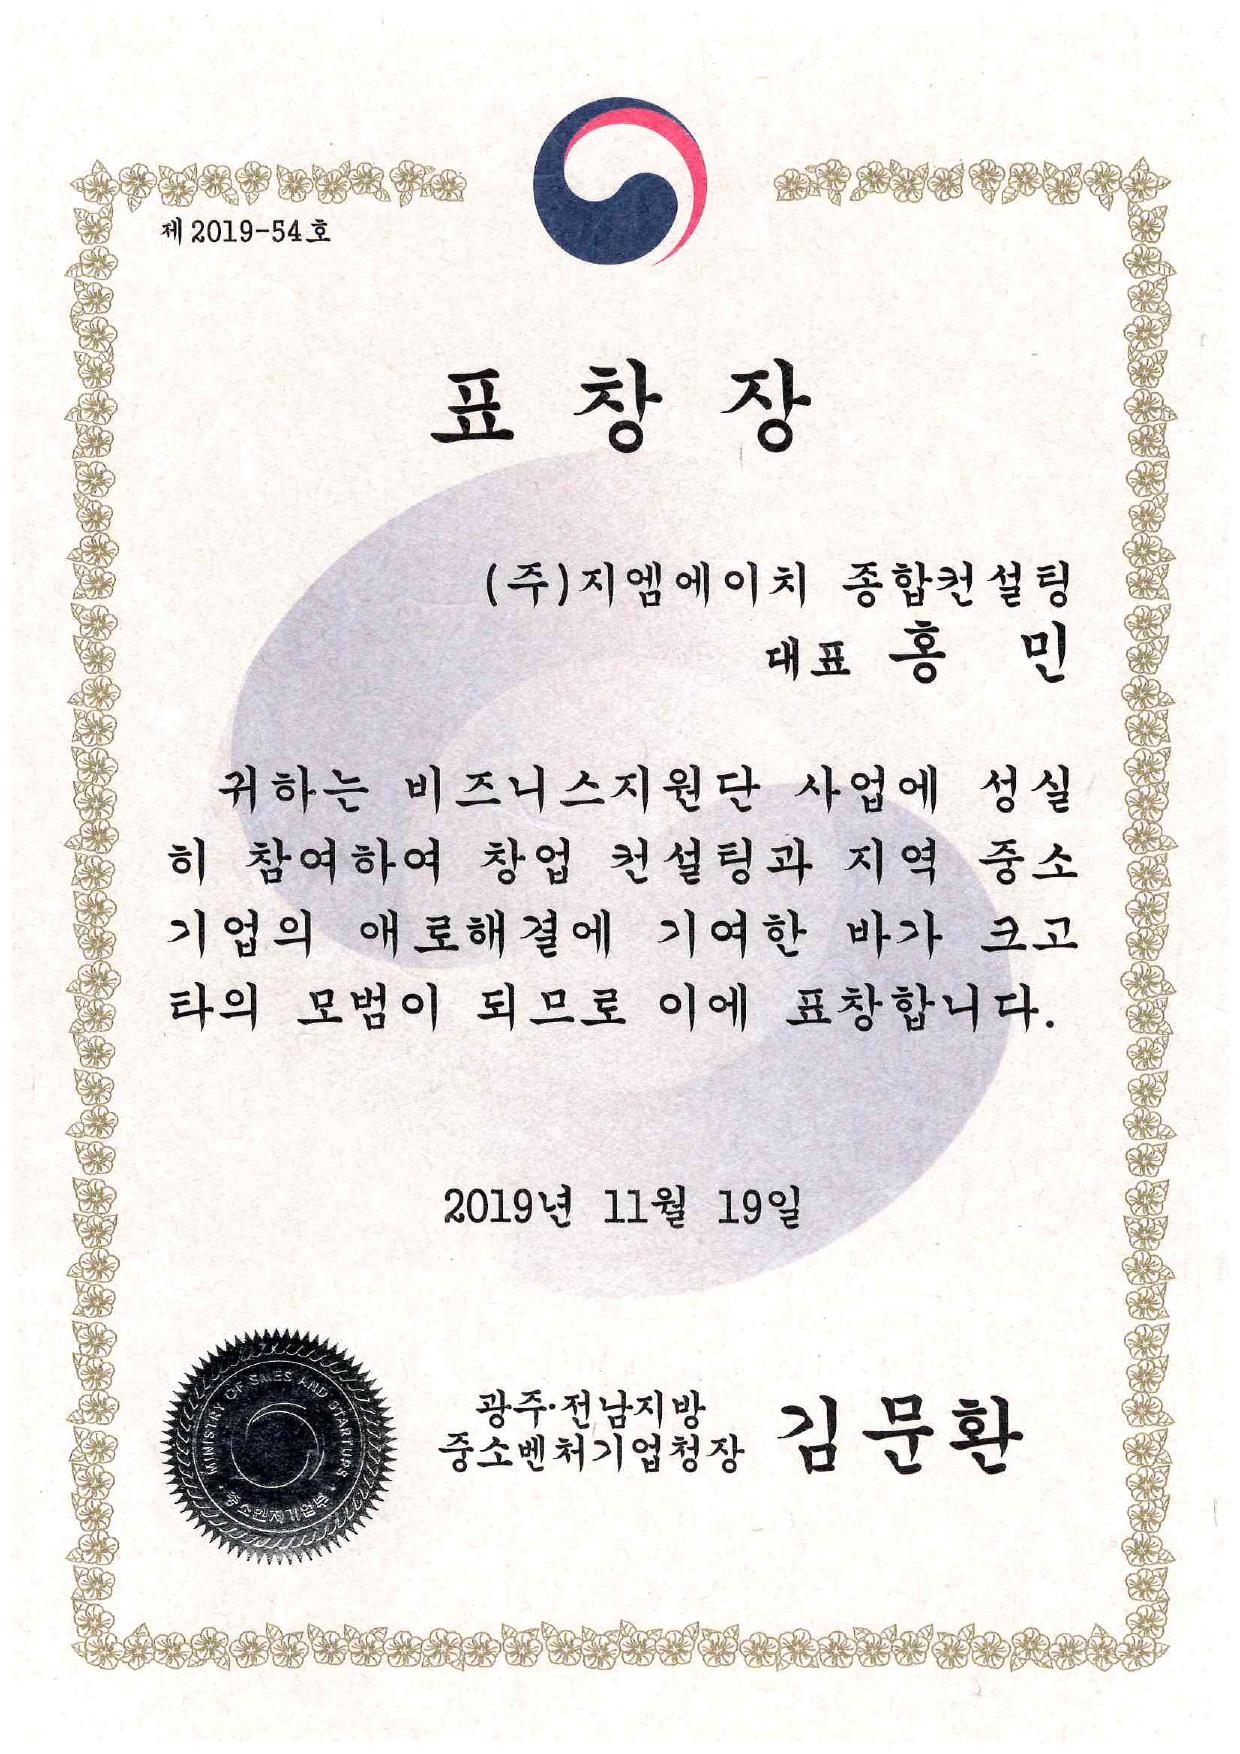 제 2019-54호
표창장
(주)지엠에이치 종합컨설팅
대표 홍 민
귀하는 비즈니스지원단 사업에 성실
히 참여하여 창업 컨설팅과 지역 중소
기업의 애로해결에 기여한 바가 크고
타의 모범이 되므로 이에 표창합니다.
2019년 11월 19일
광주·전남지방
중소벤처기업청장 김문환
MINISTRY OF SMES AND STARTUPS
중소벤처기업부